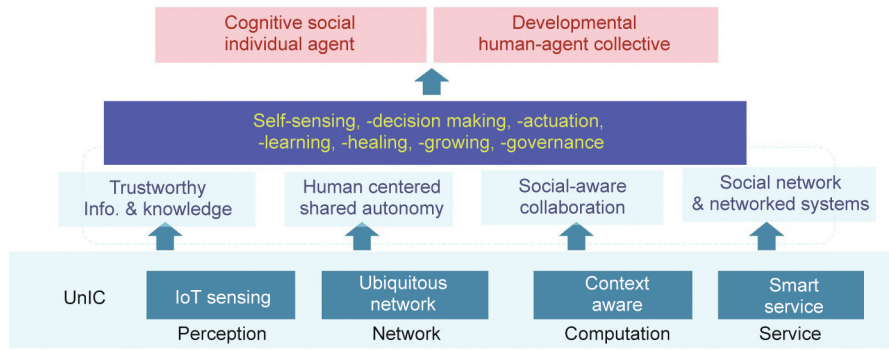 Cognitive social
individual agent
Developmental
human-agent collective
Self-sensing, -decision making, -actuation,
-learning, -healing, -growing, -governance
Trustworthy
Info. & knowledge
Human centered
shared autonomy
Social-aware
collaboration
Social network
& networked systems
UnIC
IoT sensing
Ubiquitous
network
Context
aware
Smart
service
Perception
Network
Computation
Service